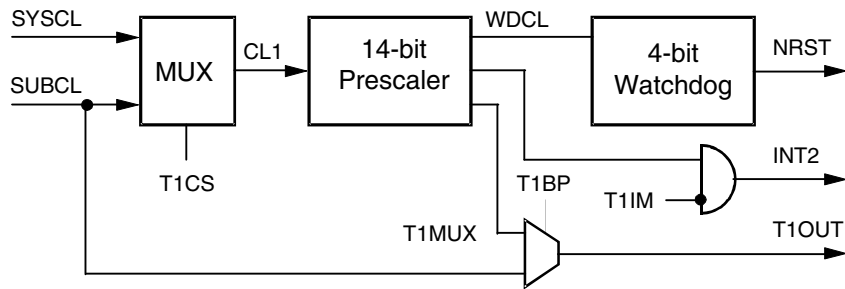 SYSCL
SUBCL
MUX
T1CS
CL1
14-bit
Prescaler
WDCL
4-bit
Watchdog
NRST
INT2
T1BP
T1IM
T1MUX
T1OUT